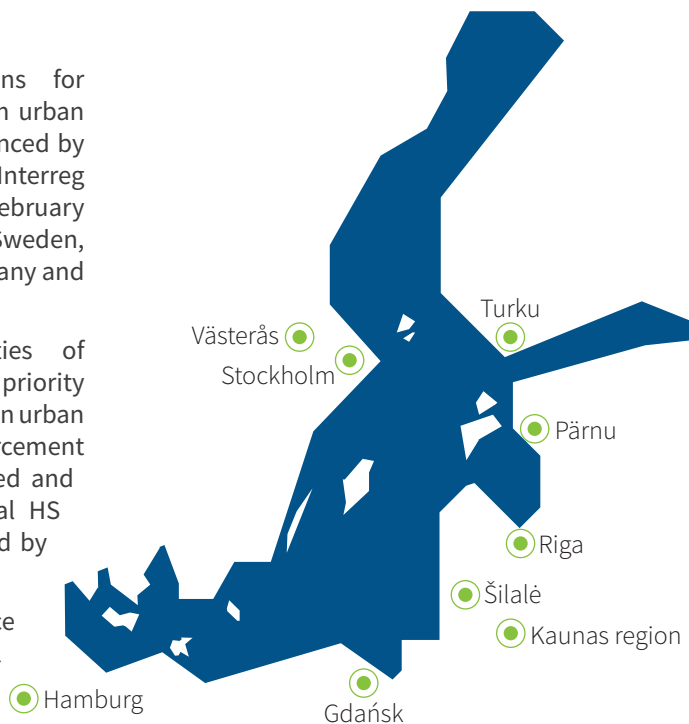 ns for
n urban
nced by
Interreg
ebruary
Sweden,
any and
ties of
priority
n urban
rcement
ed and
al HS
d by
ce
Västerås
Turku
Stockholm
Pärnu
Riga
Šilalė
Kaunas region
Hamburg
Gdańsk